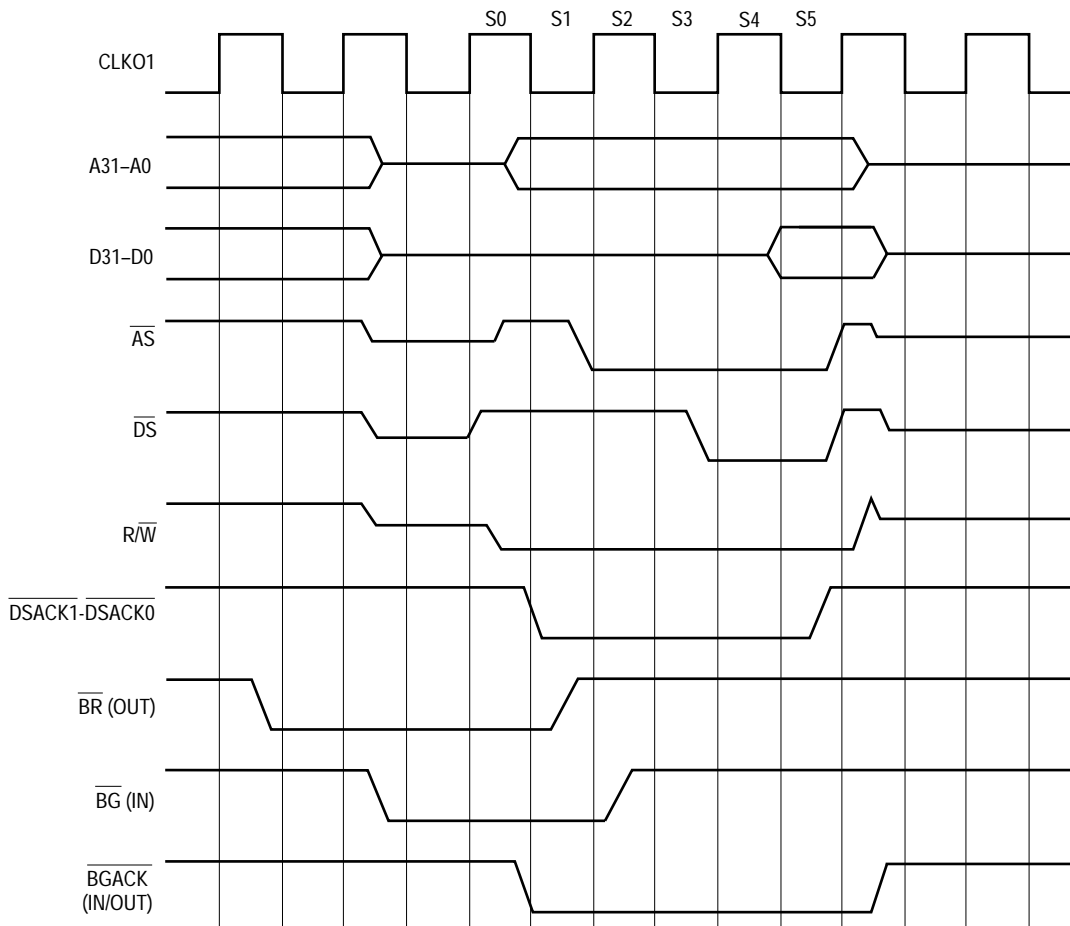 S0 S1 S2 S3 S4 S5
CLKO1
A31–A0
D31–D0
AS
DS
R/W
DSACK1-DSACK0
BR (OUT)
BG (IN)
BGACK
(IN/OUT)